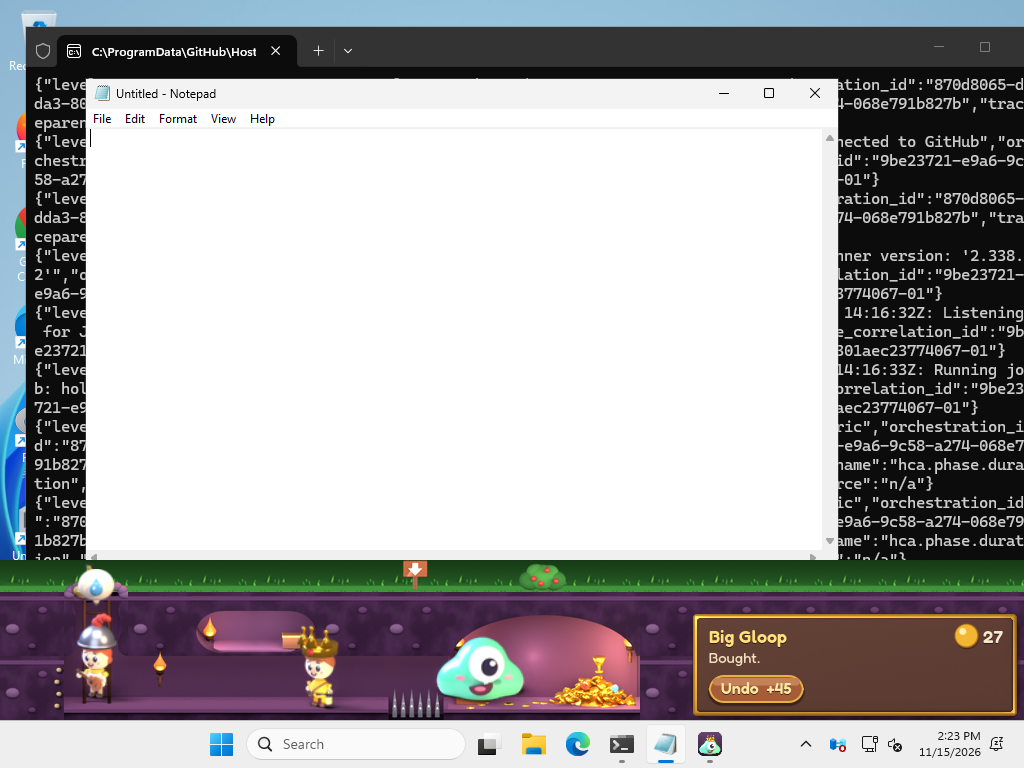 C:\ProgramData\GitHub\Host
Untitled - Notepad
File Edit Format View Help
{"leve
ation_id":"870d8065-d
dda3-80
4-068e791b827b","trac
eparen
{"leve
nected to GitHub","or
chestr
id":"9be23721-e9a6-9c
58-a27
-01"}
{"leve
ration_id":"870d8065-
dda3-8
74-068e791b827b","tra
cepare
{"leve
nner version: '2.338.
2'","o
lation_id":"9be23721-
e9a6-9
3774067-01"}
{"leve
14:16:32Z: Listening
for J
e_correlation_id":"9b
e23721
301aec23774067-01"}
{"leve
14:16:33Z: Running jo
b: hol
orrelation_id":"9be23
721-e9
aec23774067-01"}
{"leve
ric","orchestration_i
d":"87
-e9a6-9c58-a274-068e7
91b827
name":"hca.phase.dura
tion",
rce":"n/a"}
{"leve
ic","orchestration_id
":"870
e9a6-9c58-a274-068e79
1b827b
ame":"hca.phase.durat
Big Gloop
27
Bought.
Undo +45
Search
2:23 PM
11/15/2026